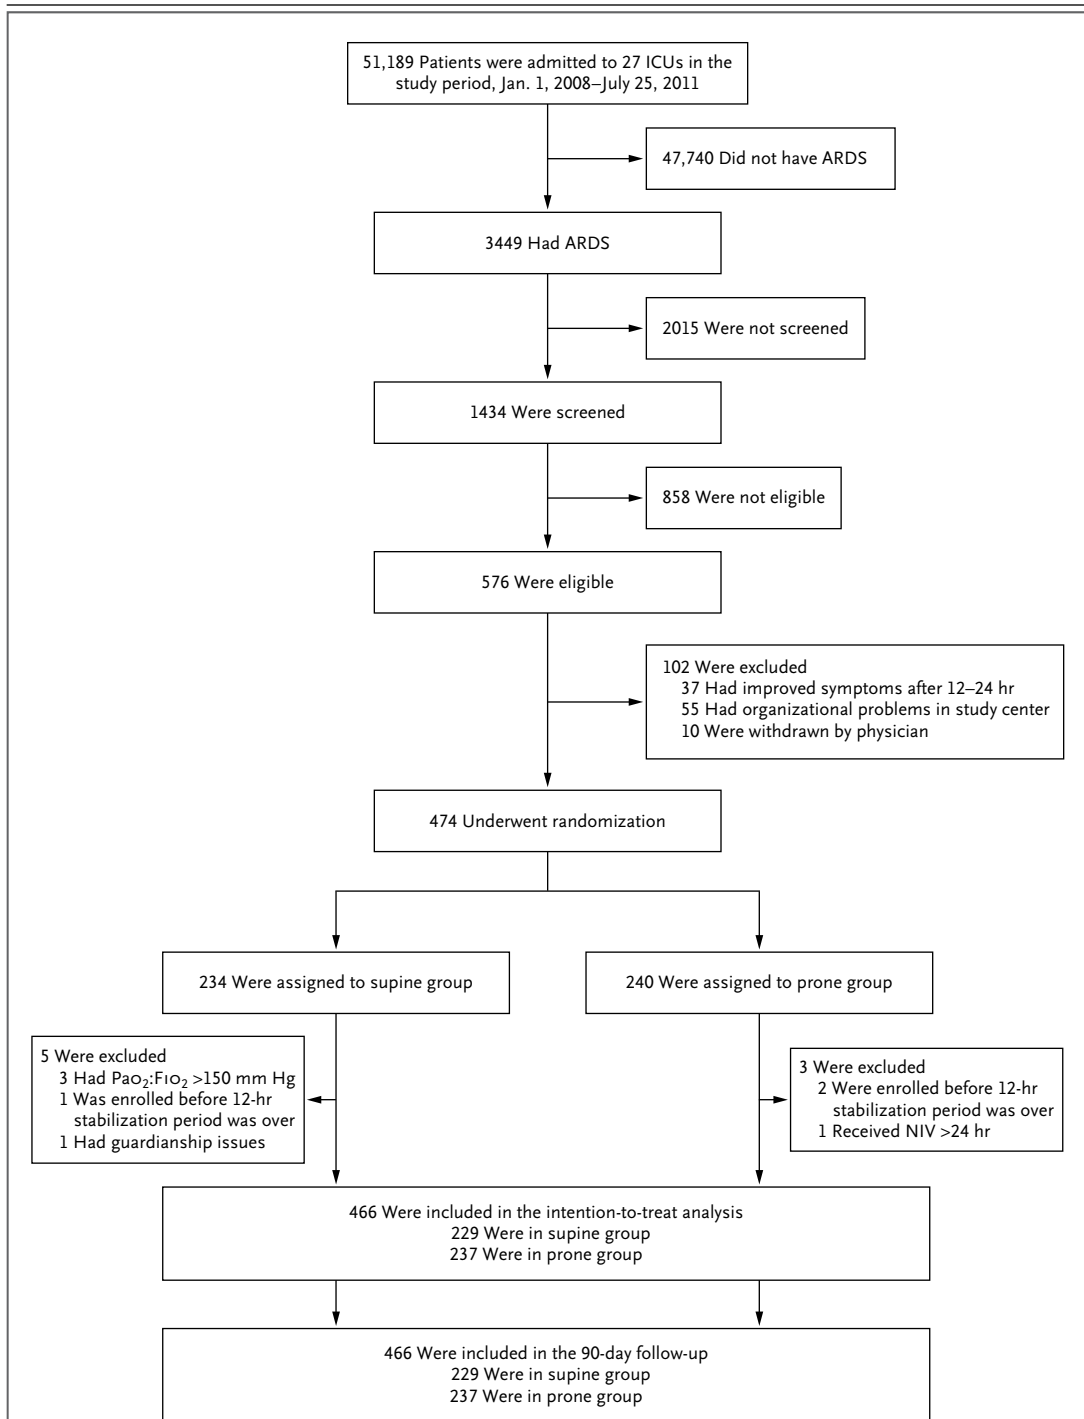 51,189 Patients were admitted to 27 ICUs in the
study period, Jan. 1, 2008–July 25, 2011
47,740 Did not have ARDS
3449 Had ARDS
2015 Were not screened
1434 Were screened
858 Were not eligible
576 Were eligible
102 Were excluded
37 Had improved symptoms after 12–24 hr
55 Had organizational problems in study center
10 Were withdrawn by physician
474 Underwent randomization
234 Were assigned to supine group
240 Were assigned to prone group
5 Were excluded
3 Had PaO₂:FIO₂ >150 mm Hg
1 Was enrolled before 12-hr
stabilization period was over
1 Had guardianship issues
3 Were excluded
2 Were enrolled before 12-hr
stabilization period was over
1 Received NIV >24 hr
466 Were included in the intention-to-treat analysis
229 Were in supine group
237 Were in prone group
466 Were included in the 90-day follow-up
229 Were in supine group
237 Were in prone group